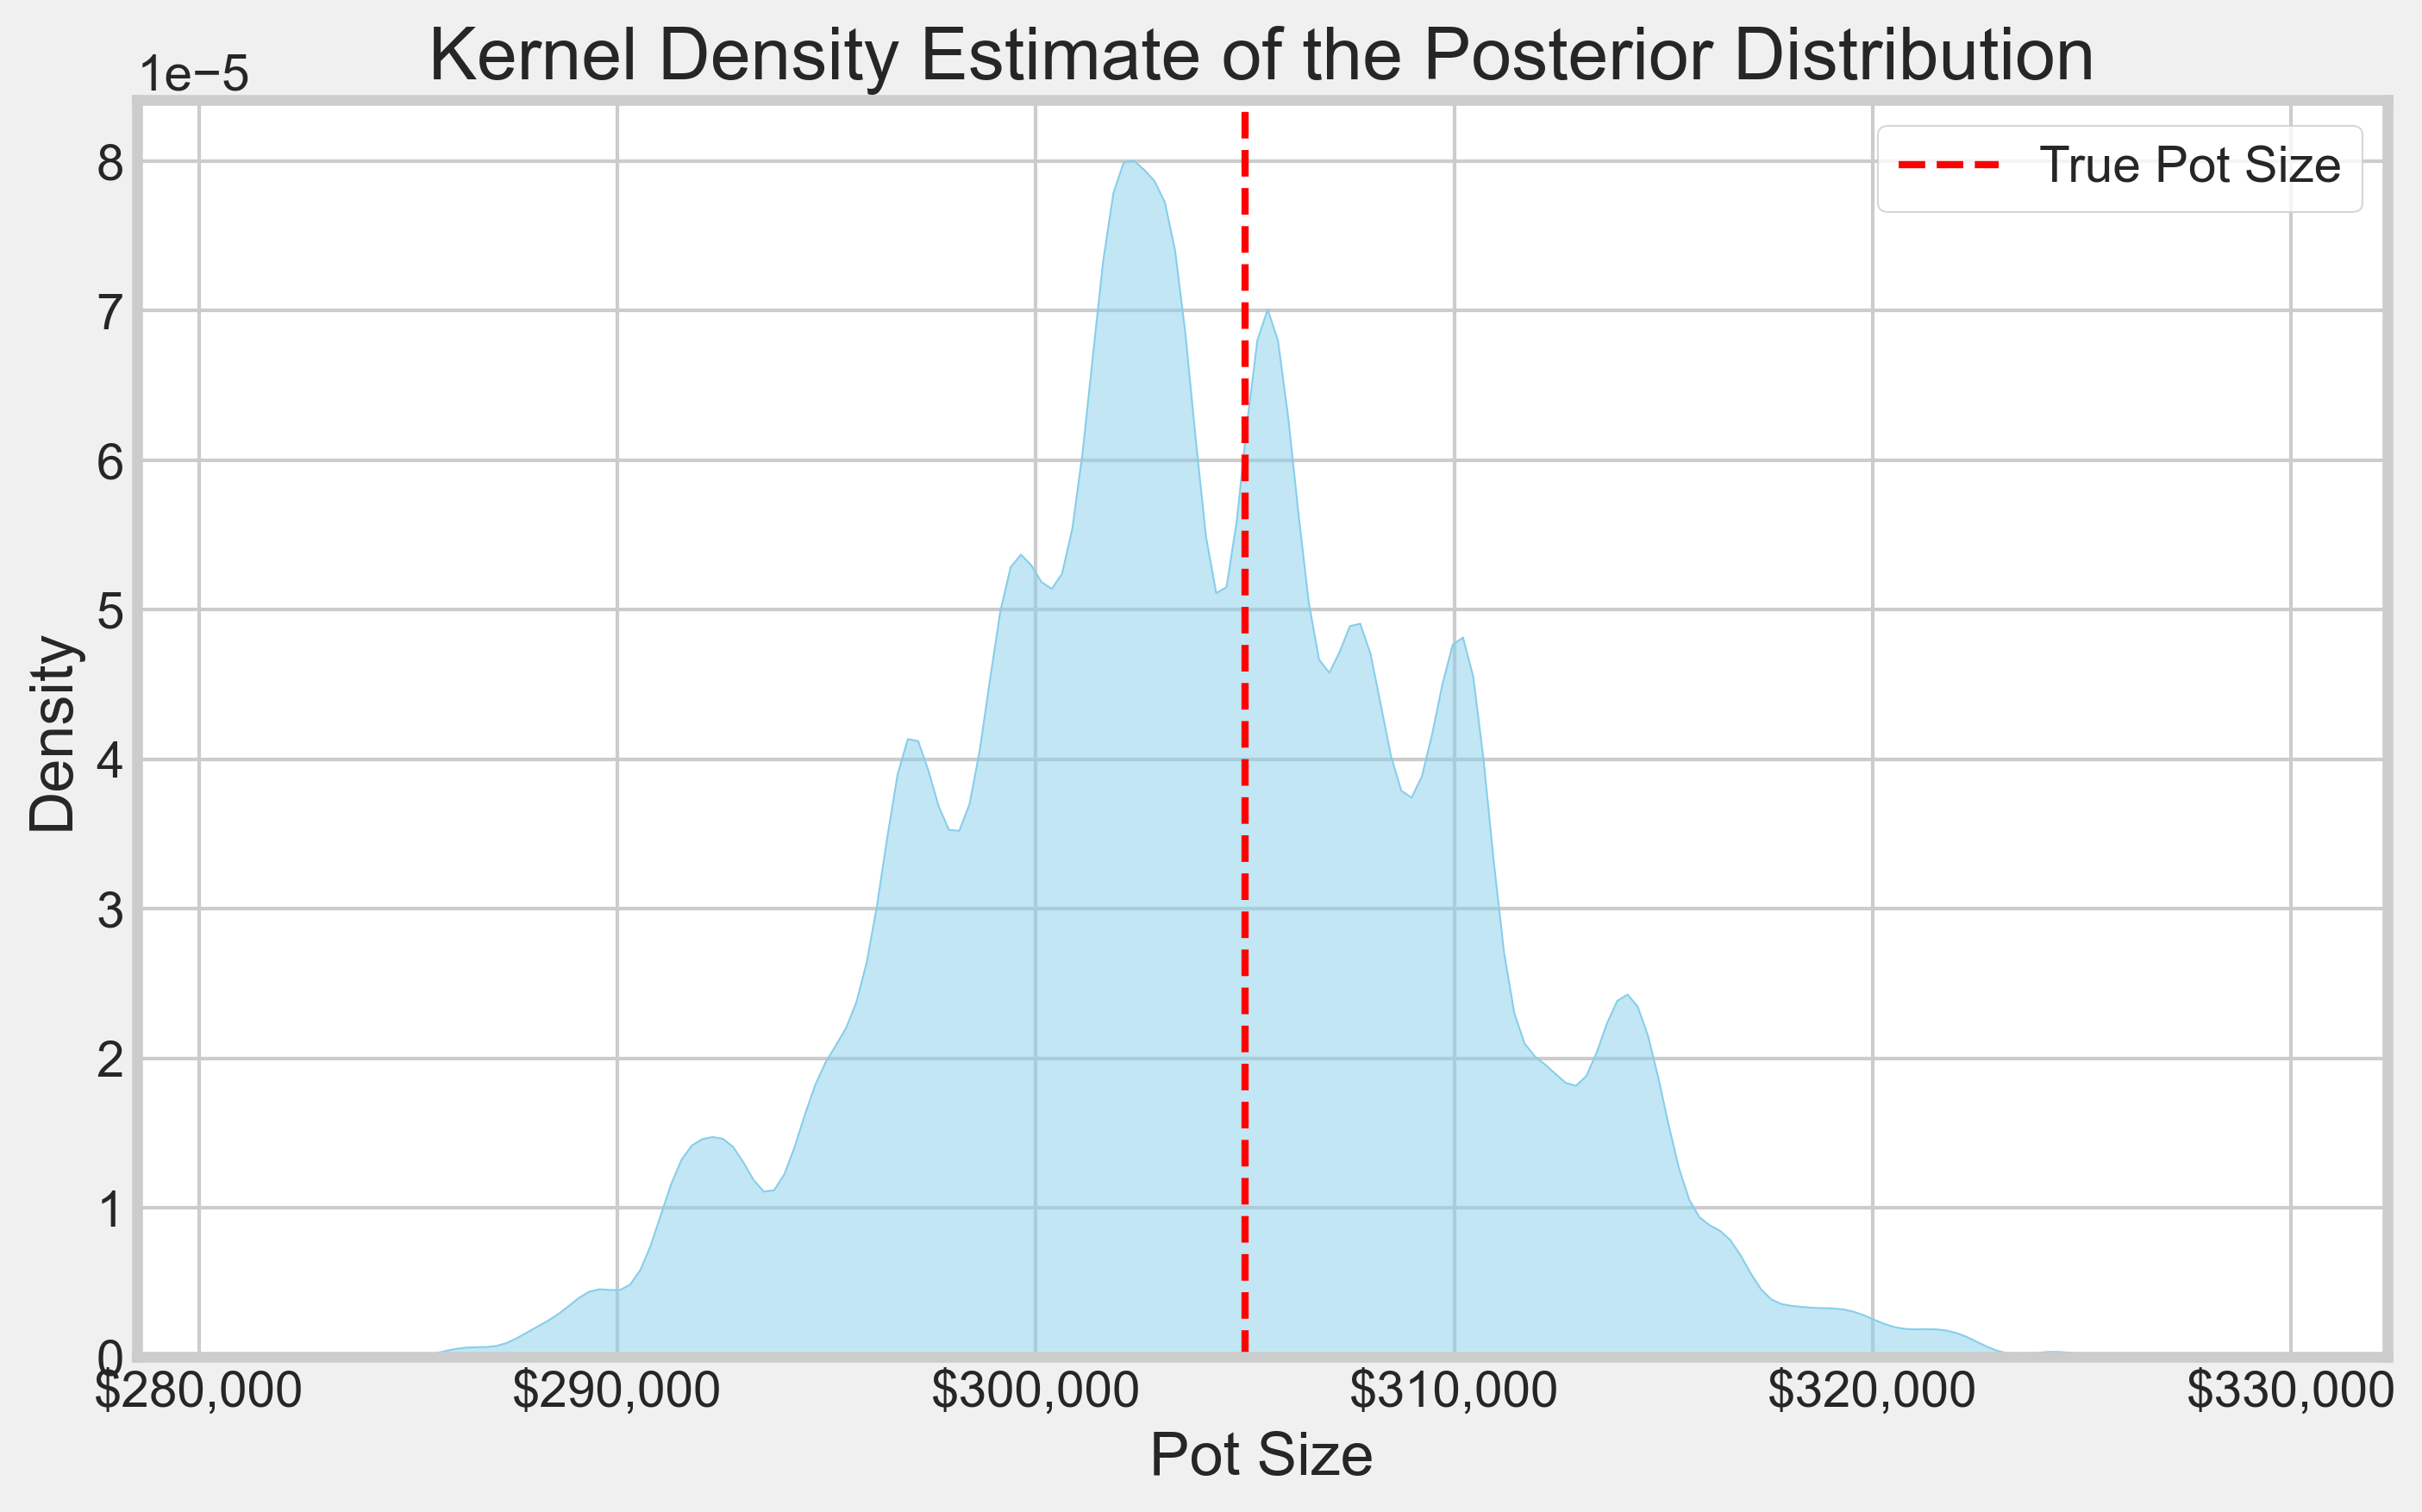 Kernel Density Estimate of the Posterior Distribution
1e−5
True Pot Size
8
7
6
5
4
3
2
1
0
Density
$280,000 $290,000 $300,000 $310,000 $320,000 $330,000
Pot Size